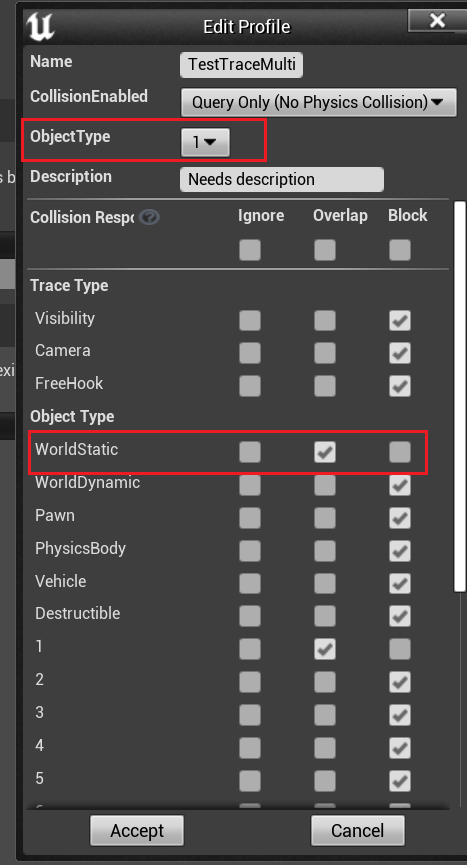 Edit Profile
Name TestTraceMulti
CollisionEnabled Query Only (No Physics Collision)
ObjectType 1
Description Needs description
Collision Respo Ignore Overlap Block
Trace Type
Visibility
Camera
FreeHook
Object Type
WorldStatic
WorldDynamic
Pawn
PhysicsBody
Vehicle
Destructible
1
2
3
4
5
Accept Cancel